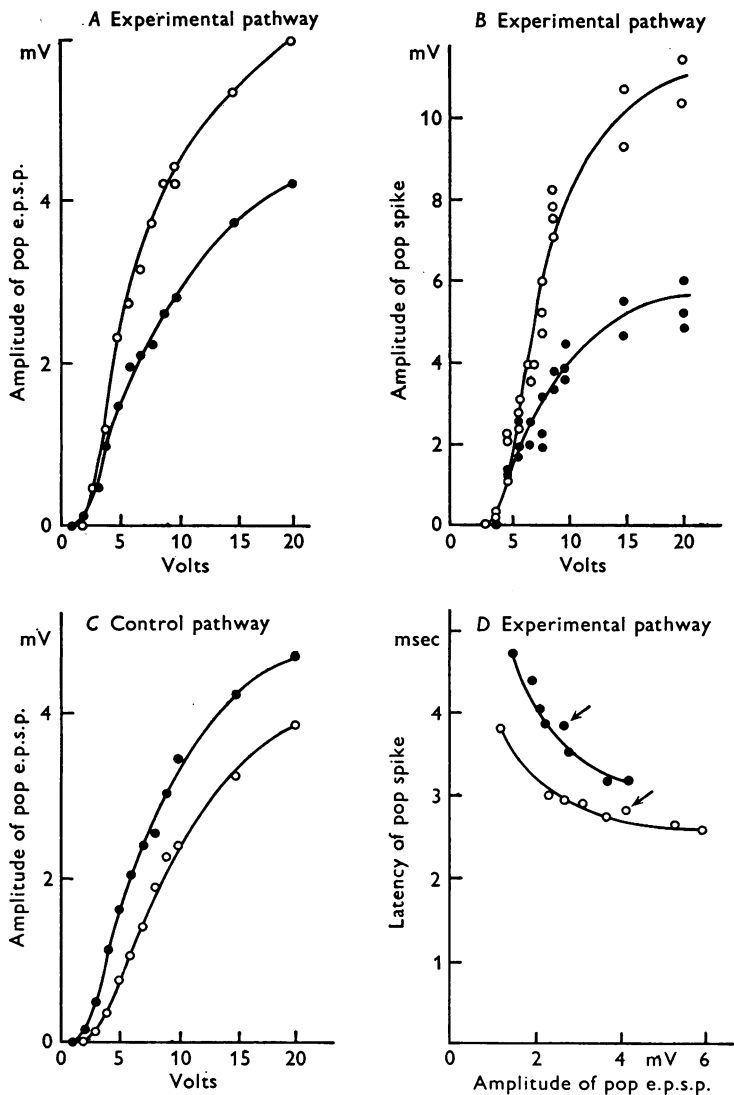 A Experimental pathway
mV
4
2
0
Amplitude of pop e.p.s.p.
0 5 10 15 20
Volts
B Experimental pathway
mV
10
8
6
4
2
0
Amplitude of pop spike
0 5 10 15 20
Volts
C Control pathway
mV
4
2
0
Amplitude of pop e.p.s.p.
0 5 10 15 20
Volts
D Experimental pathway
msec
4
3
2
1
Latency of pop spike
0 2 4 mV 6
Amplitude of pop e.p.s.p.